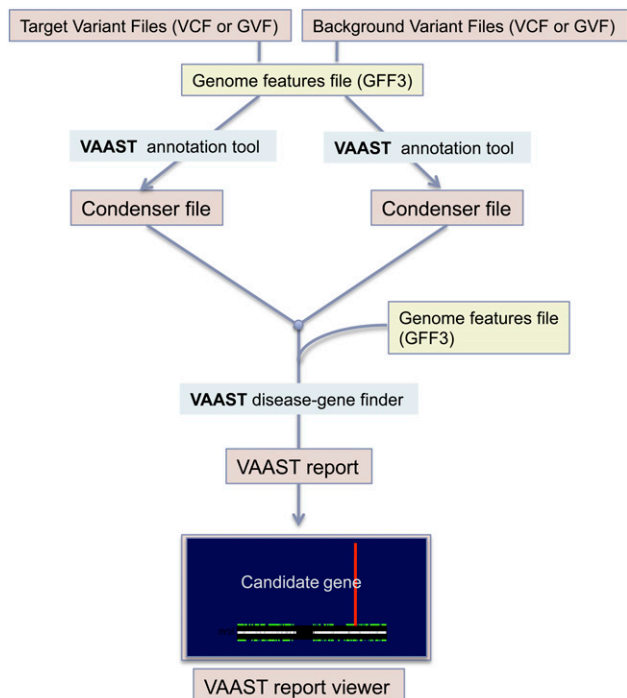 Target Variant Files (VCF or GVF)
Background Variant Files (VCF or GVF)
Genome features file (GFF3)
VAAST annotation tool
VAAST annotation tool
Condenser file
Condenser file
Genome features file
(GFF3)
VAAST disease-gene finder
VAAST report
Candidate gene
VAAST report viewer